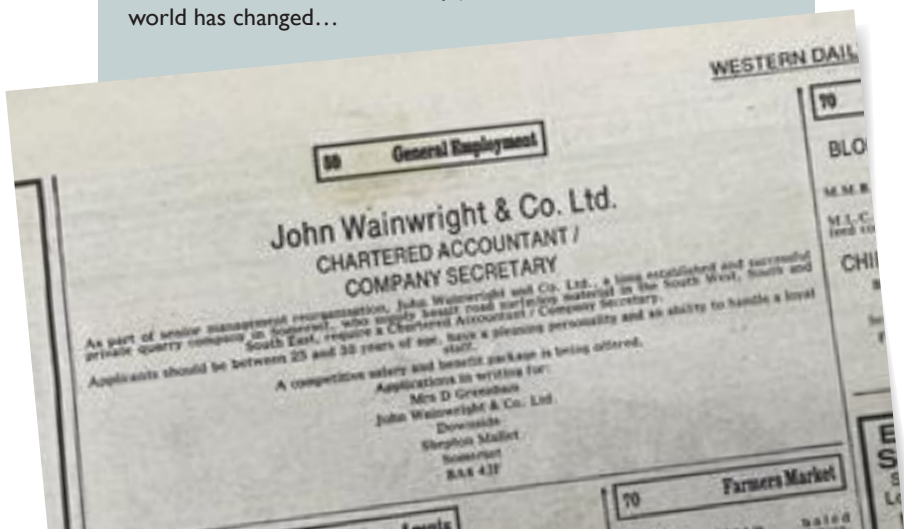 world has changed…
WESTERN DAIL
50 General Employment
70
John Wainwright & Co. Ltd.
CHARTERED ACCOUNTANT /
COMPANY SECRETARY
BLO
M.M.B.
M.L.C.
CHI
As part of senior management reorganisation, John Wainwright and Co. Ltd., a long established and successful
private quarry company in Somerset, who supply basalt road surfacing material in the South West, South and
South East, require a Chartered Accountant / Company Secretary.
Applicants should be between 25 and 35 years of age, have a pleasing personality and an ability to handle a loyal
staff.
A competitive salary and benefit package is being offered.
Applications in writing for:
Mrs D Greenham
John Wainwright & Co. Ltd.
Downside
Shepton Mallet
Somerset
BA4 4JF
70 Farmers Market
baled